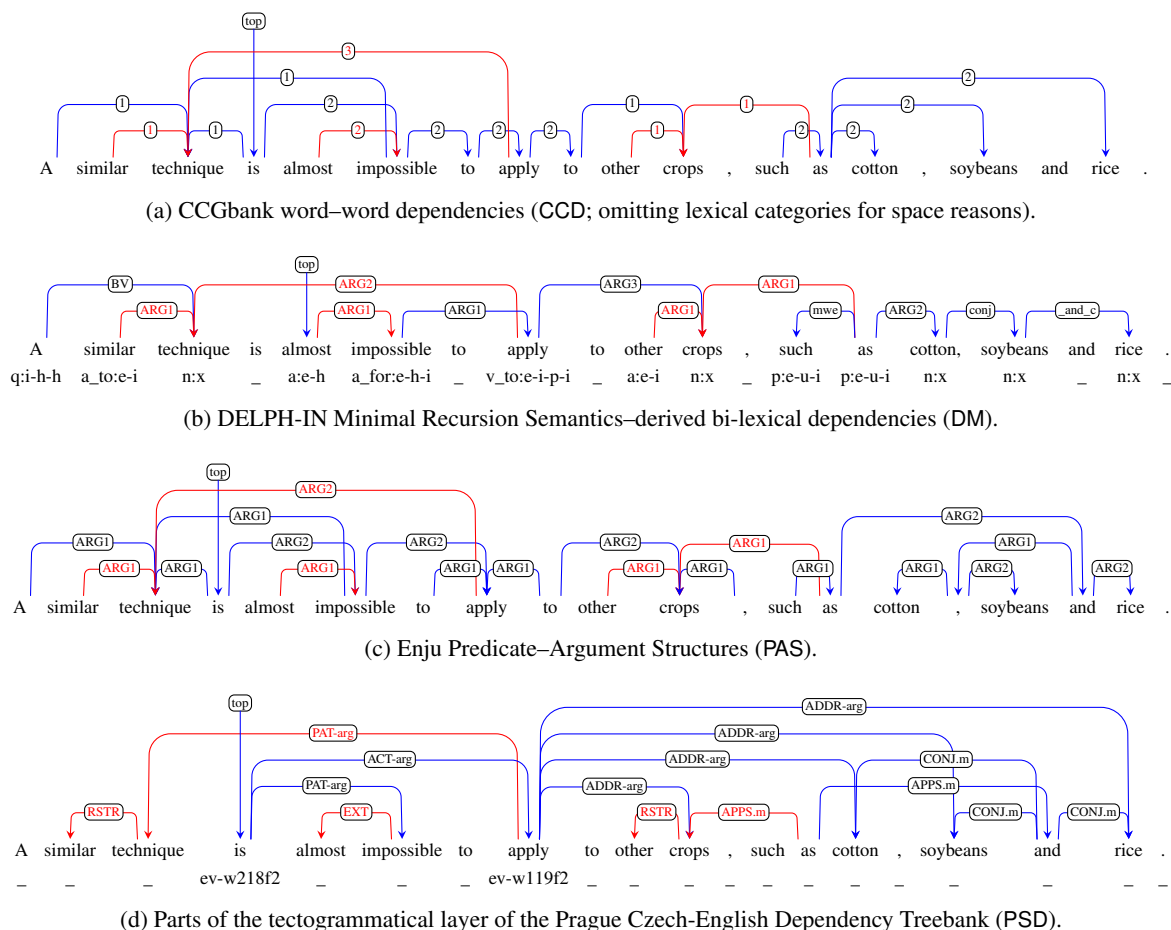 top
3
1 2
1 1 2 1 2 2 2 2 1 1 1 2 2 2 2
A similar technique is almost impossible to apply to other crops , such as cotton , soybeans and rice .
(a) CCGbank word–word dependencies (CCD; omitting lexical categories for space reasons).
top
BV ARG2 ARG3 ARG1
ARG1 ARG1 ARG1 ARG1 mwe ARG2 conj _and_c
A similar technique is almost impossible to apply to other crops , such as cotton, soybeans and rice .
q:i-h-h a_to:e-i n:x _ a:e-h a_for:e-h-i _ v_to:e-i-p-i _ a:e-i n:x _ p:e-u-i p:e-u-i n:x n:x _ n:x _
(b) DELPH-IN Minimal Recursion Semantics–derived bi-lexical dependencies (DM).
top
ARG2
ARG1 ARG2
ARG1 ARG2 ARG2 ARG2 ARG1 ARG1
ARG1 ARG1 ARG1 ARG1 ARG1 ARG1 ARG1 ARG1 ARG1 ARG2 ARG2
A similar technique is almost impossible to apply to other crops , such as cotton , soybeans and rice .
(c) Enju Predicate–Argument Structures (PAS).
top
ADDR-arg
PAT-arg ADDR-arg
ACT-arg ADDR-arg CONJ.m
PAT-arg ADDR-arg APPS.m
RSTR EXT RSTR APPS.m CONJ.m CONJ.m
A similar technique is almost impossible to apply to other crops , such as cotton , soybeans and rice .
_ _ _ ev-w218f2 _ _ _ ev-w119f2 _ _ _ _ _ _ _ _ _ _ _ _
(d) Parts of the tectogrammatical layer of the Prague Czech-English Dependency Treebank (PSD).